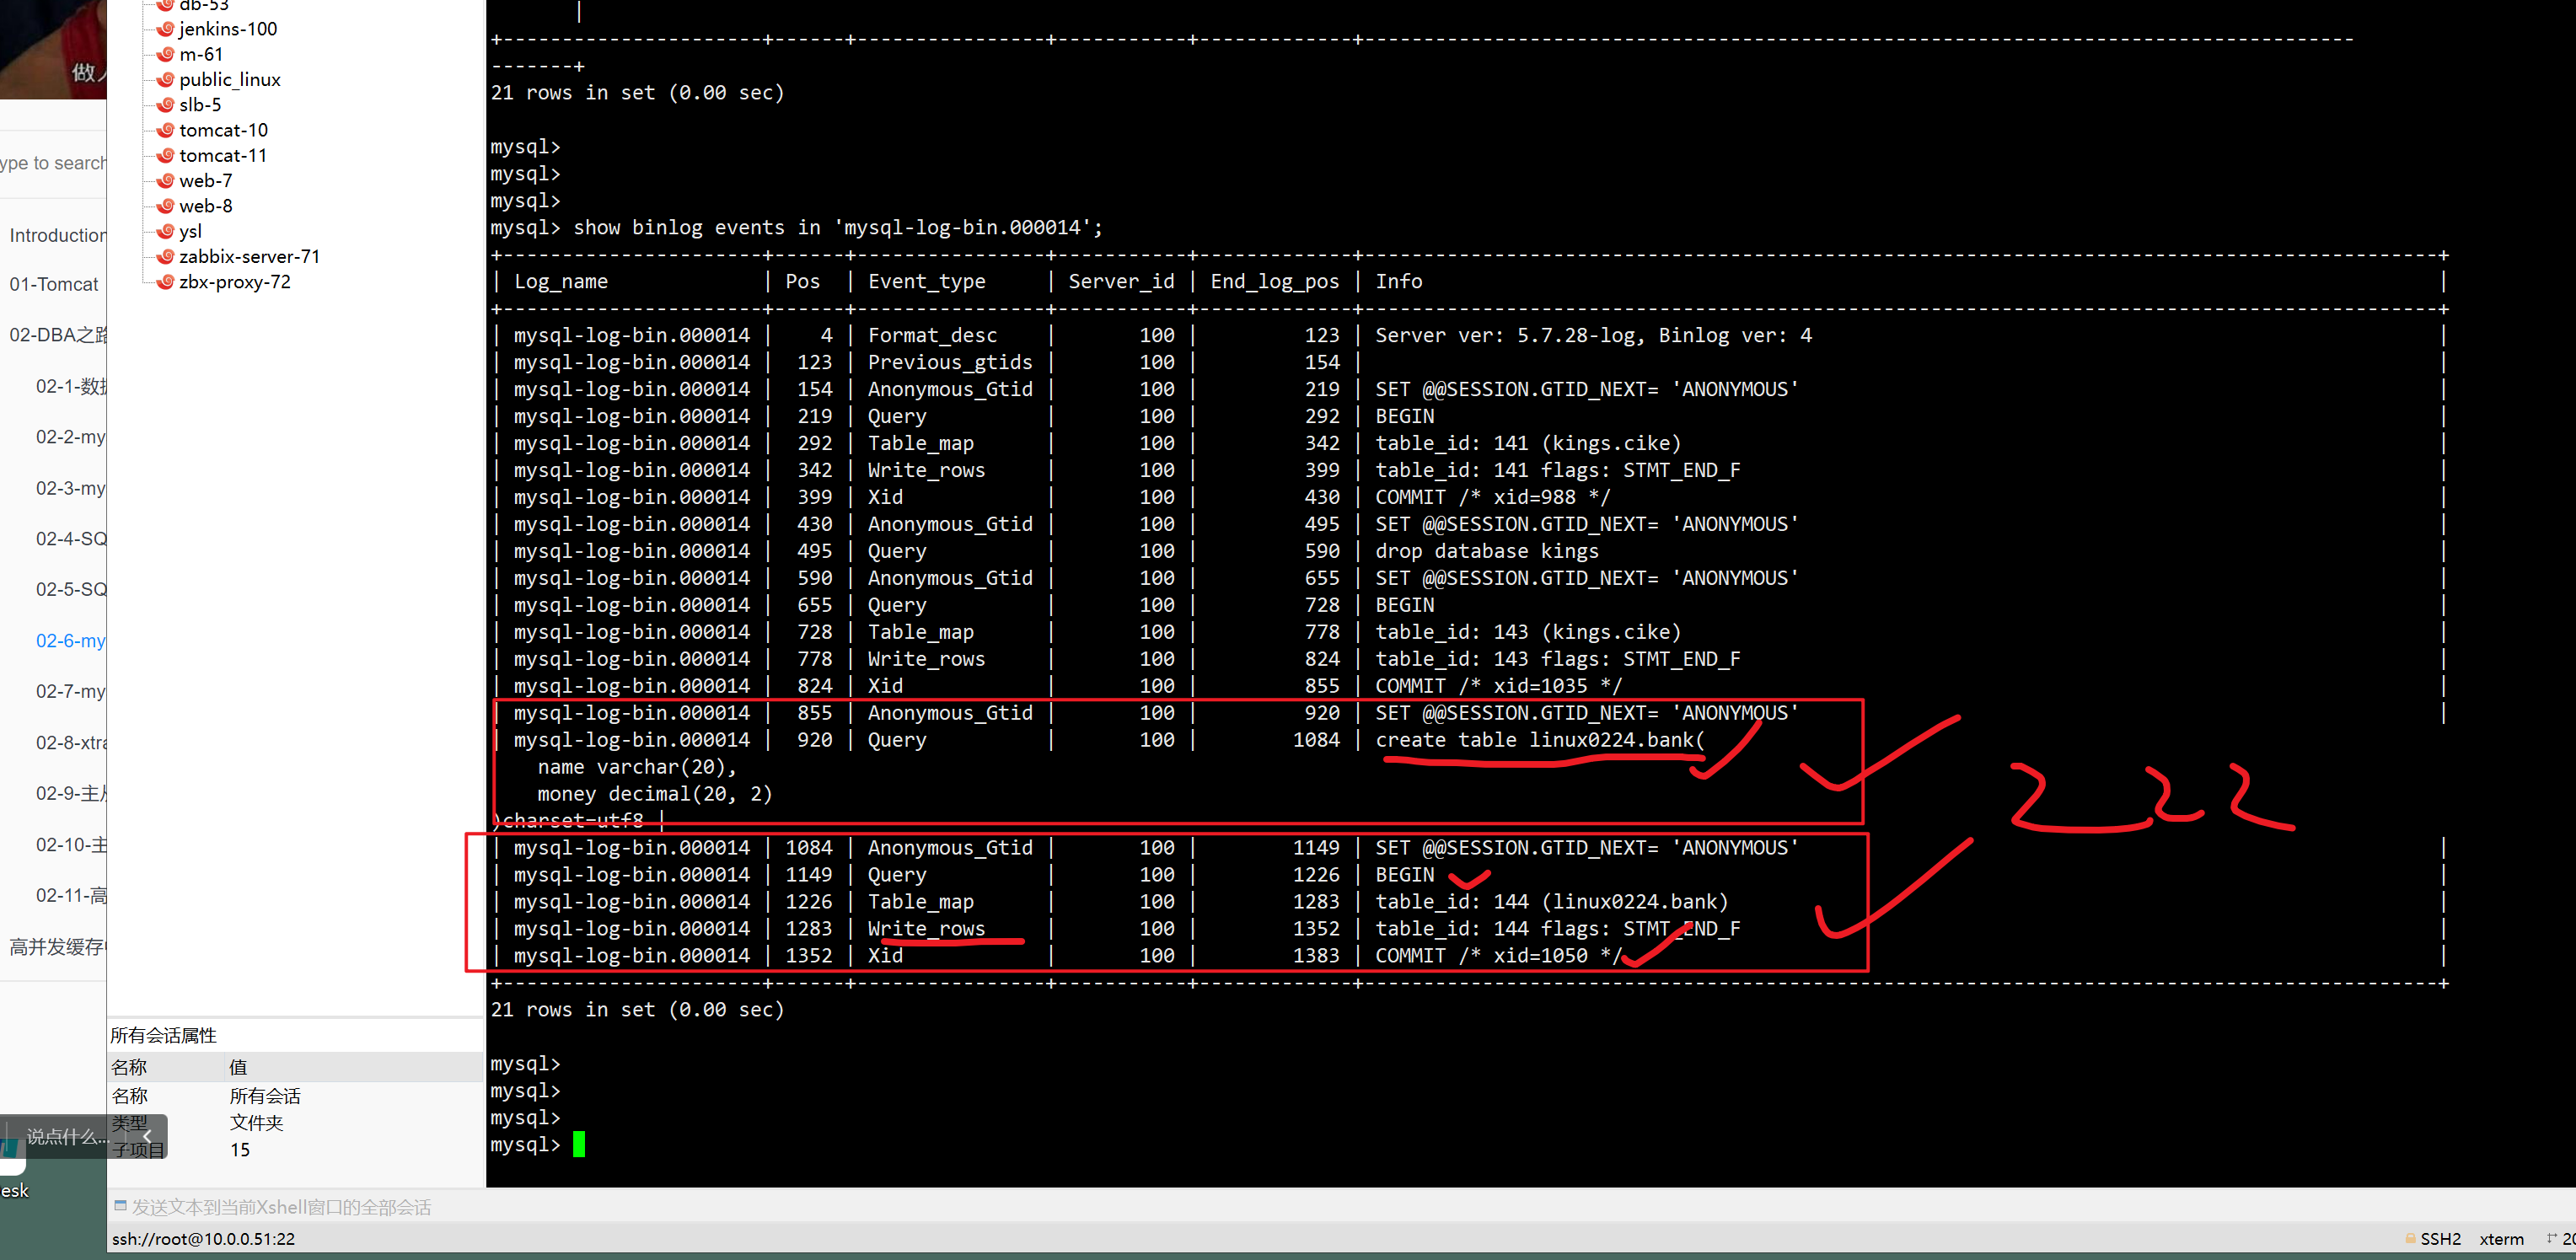 做人
ype to search
Introduction
01-Tomcat
02-DBA之路
02-1-数据
02-2-my
02-3-my
02-4-SQ
02-5-SQ
02-6-my
02-7-my
02-8-xtra
02-9-主从
02-10-主
02-11-高
高并发缓存
说点什么...
esk
db-53
jenkins-100
m-61
public_linux
slb-5
tomcat-10
tomcat-11
web-7
web-8
ysl
zabbix-server-71
zbx-proxy-72
所有会话属性
名称 值
名称 所有会话
类型 文件夹
子项目 15
|
+----------------------+------+----------------+-----------+-------------+------------------------------------------------------------------------------------
-------+
21 rows in set (0.00 sec)
mysql>
mysql>
mysql>
mysql> show binlog events in 'mysql-log-bin.000014';
| Log_name | Pos | Event_type | Server_id | End_log_pos | Info |
| mysql-log-bin.000014 | 4 | Format_desc | 100 | 123 | Server ver: 5.7.28-log, Binlog ver: 4 |
| mysql-log-bin.000014 | 123 | Previous_gtids | 100 | 154 | |
| mysql-log-bin.000014 | 154 | Anonymous_Gtid | 100 | 219 | SET @@SESSION.GTID_NEXT= 'ANONYMOUS' |
| mysql-log-bin.000014 | 219 | Query | 100 | 292 | BEGIN |
| mysql-log-bin.000014 | 292 | Table_map | 100 | 342 | table_id: 141 (kings.cike) |
| mysql-log-bin.000014 | 342 | Write_rows | 100 | 399 | table_id: 141 flags: STMT_END_F |
| mysql-log-bin.000014 | 399 | Xid | 100 | 430 | COMMIT /* xid=988 */ |
| mysql-log-bin.000014 | 430 | Anonymous_Gtid | 100 | 495 | SET @@SESSION.GTID_NEXT= 'ANONYMOUS' |
| mysql-log-bin.000014 | 495 | Query | 100 | 590 | drop database kings |
| mysql-log-bin.000014 | 590 | Anonymous_Gtid | 100 | 655 | SET @@SESSION.GTID_NEXT= 'ANONYMOUS' |
| mysql-log-bin.000014 | 655 | Query | 100 | 728 | BEGIN |
| mysql-log-bin.000014 | 728 | Table_map | 100 | 778 | table_id: 143 (kings.cike) |
| mysql-log-bin.000014 | 778 | Write_rows | 100 | 824 | table_id: 143 flags: STMT_END_F |
| mysql-log-bin.000014 | 824 | Xid | 100 | 855 | COMMIT /* xid=1035 */ |
| mysql-log-bin.000014 | 855 | Anonymous_Gtid | 100 | 920 | SET @@SESSION.GTID_NEXT= 'ANONYMOUS' |
| mysql-log-bin.000014 | 920 | Query | 100 | 1084 | create table linux0224.bank(
name varchar(20),
money decimal(20, 2)
)charset=utf8 |
222
| mysql-log-bin.000014 | 1084 | Anonymous_Gtid | 100 | 1149 | SET @@SESSION.GTID_NEXT= 'ANONYMOUS' |
| mysql-log-bin.000014 | 1149 | Query | 100 | 1226 | BEGIN |
| mysql-log-bin.000014 | 1226 | Table_map | 100 | 1283 | table_id: 144 (linux0224.bank) |
| mysql-log-bin.000014 | 1283 | Write_rows | 100 | 1352 | table_id: 144 flags: STMT_END_F |
| mysql-log-bin.000014 | 1352 | Xid | 100 | 1383 | COMMIT /* xid=1050 */ |
21 rows in set (0.00 sec)
mysql>
mysql>
mysql>
mysql>
发送文本到当前Xshell窗口的全部会话
ssh://root@10.0.0.51:22 SSH2 xterm 20